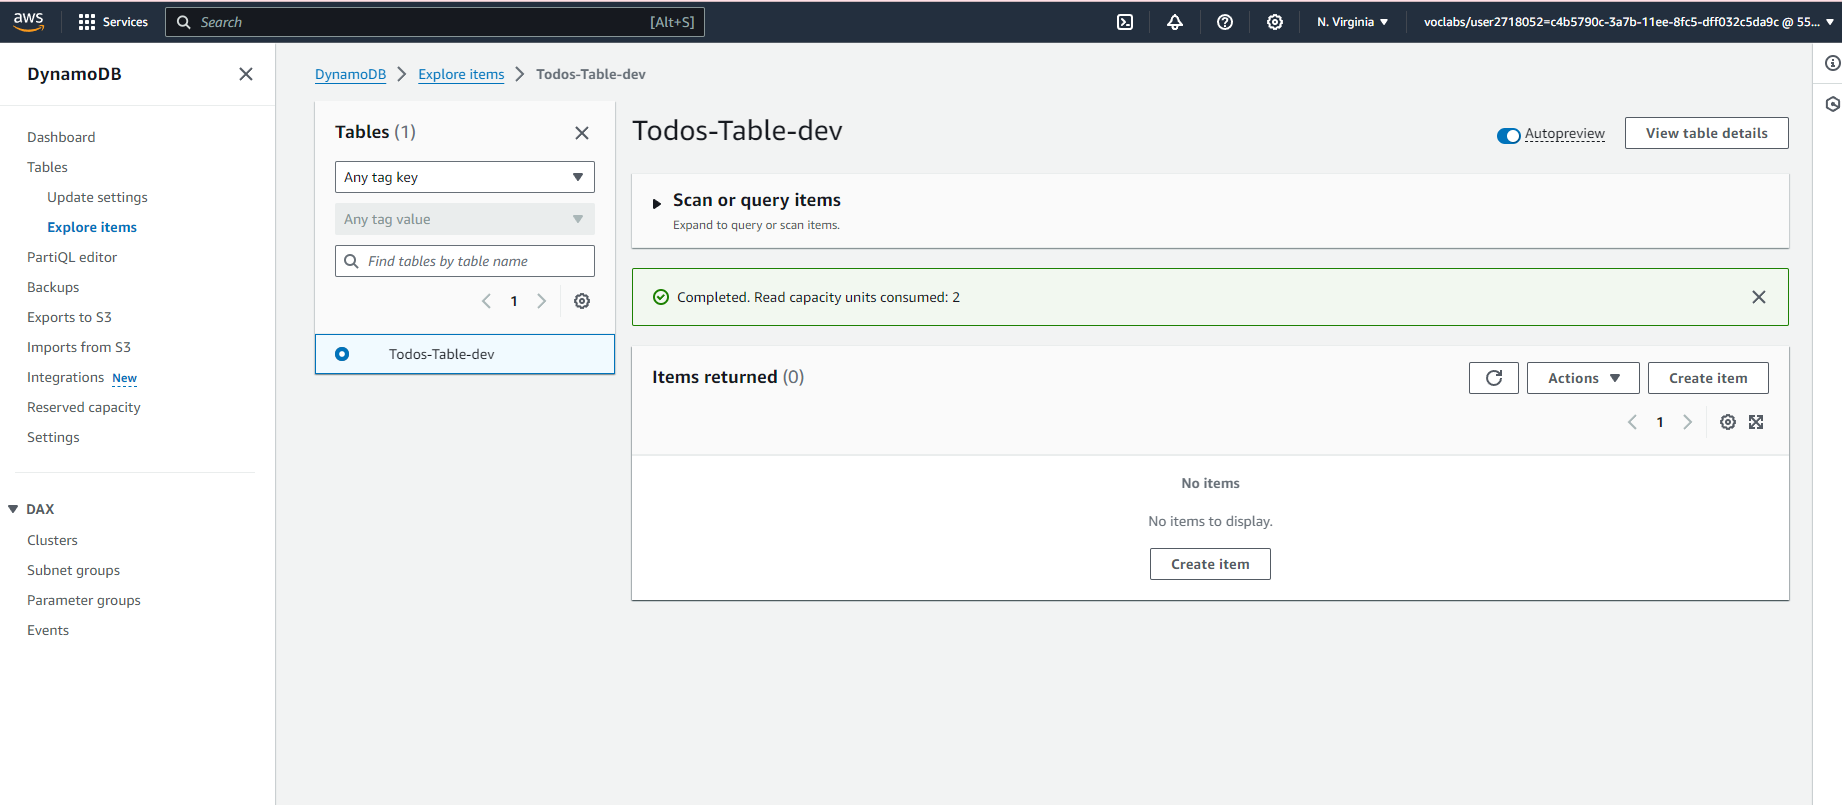 aws
Services
Search
[Alt+S]
N. Virginia
voclabs/user2718052=c4b5790c-3a7b-11ee-8fc5-dff032c5da9c @ 55...
DynamoDB
Dashboard
Tables
Update settings
Explore items
PartiQL editor
Backups
Exports to S3
Imports from S3
Integrations New
Reserved capacity
Settings
DAX
Clusters
Subnet groups
Parameter groups
Events
DynamoDB
Explore items
Todos-Table-dev
Tables (1)
Any tag key
Any tag value
Find tables by table name
1
Todos-Table-dev
Todos-Table-dev
Autopreview
View table details
Scan or query items
Expand to query or scan items.
Completed. Read capacity units consumed: 2
Items returned (0)
Actions
Create item
1
No items
No items to display.
Create item